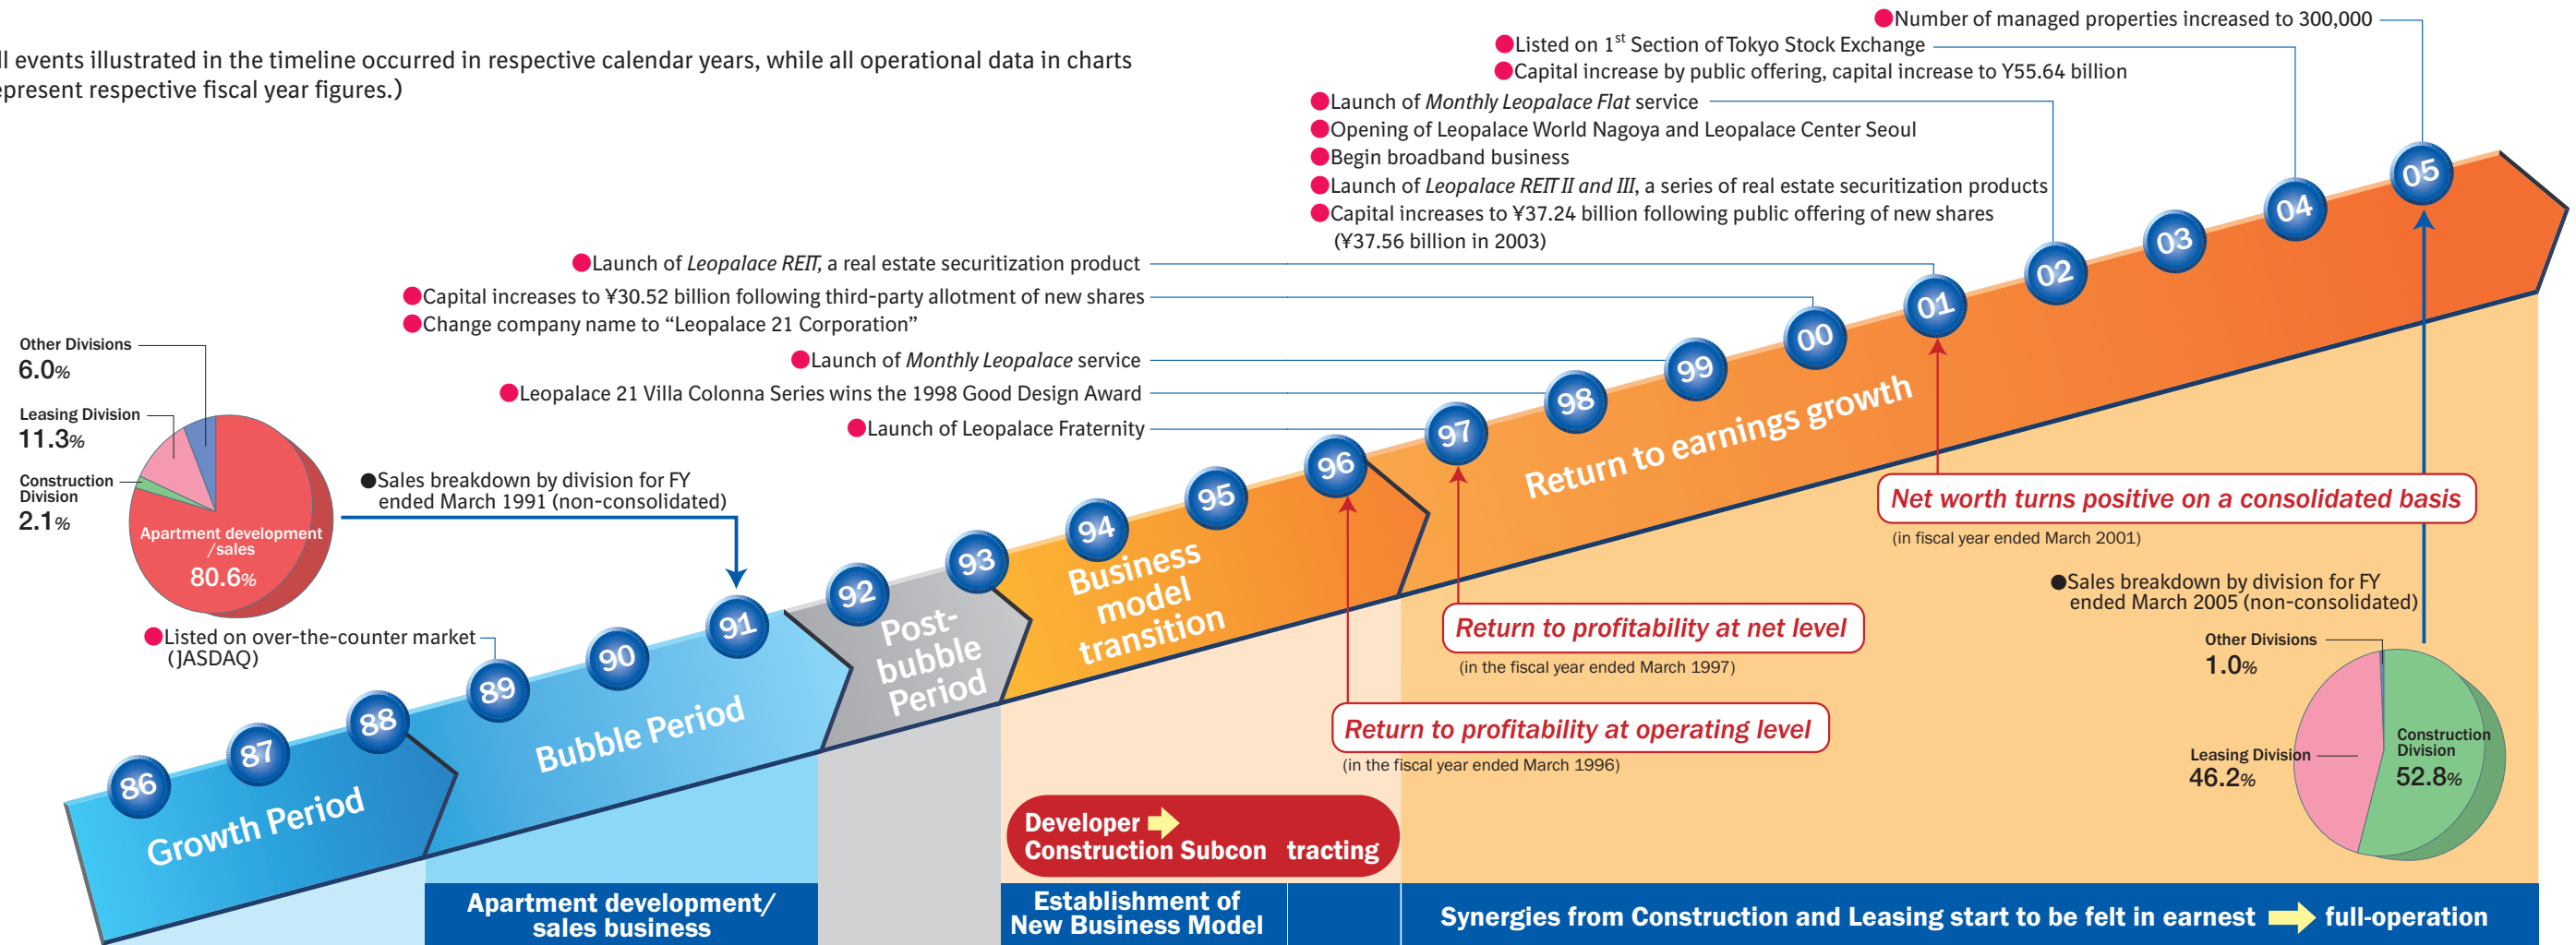 ll events illustrated in the timeline occurred in respective calendar years, while all operational data in charts
epresent respective fiscal year figures.)
●Number of managed properties increased to 300,000
●Listed on 1st Section of Tokyo Stock Exchange
●Capital increase by public offering, capital increase to Y55.64 billion
●Launch of Monthly Leopalace Flat service
●Opening of Leopalace World Nagoya and Leopalace Center Seoul
●Begin broadband business
●Launch of Leopalace REIT II and III, a series of real estate securitization products
●Capital increases to ¥37.24 billion following public offering of new shares
(¥37.56 billion in 2003)
●Launch of Leopalace REIT, a real estate securitization product
●Capital increases to ¥30.52 billion following third-party allotment of new shares
●Change company name to “Leopalace 21 Corporation”
●Launch of Monthly Leopalace service
●Leopalace 21 Villa Colonna Series wins the 1998 Good Design Award
●Launch of Leopalace Fraternity
Other Divisions
6.0%
Leasing Division
11.3%
Construction
Division
2.1%
Apartment development
/sales
80.6%
●Sales breakdown by division for FY
ended March 1991 (non-consolidated)
●Listed on over-the-counter market
(JASDAQ)
86
87
88
89
90
91
92
93
94
95
96
97
98
99
00
01
02
03
04
05
Growth Period
Bubble Period
Post-
bubble
Period
Business
model
transition
Return to earnings growth
Net worth turns positive on a consolidated basis
(in fiscal year ended March 2001)
Return to profitability at net level
(in the fiscal year ended March 1997)
Return to profitability at operating level
(in the fiscal year ended March 1996)
●Sales breakdown by division for FY
ended March 2005 (non-consolidated)
Other Divisions
1.0%
Leasing Division
46.2%
Construction
Division
52.8%
Developer
Construction Subcon tracting
Apartment development/
sales business
Establishment of
New Business Model
Synergies from Construction and Leasing start to be felt in earnest full-operation